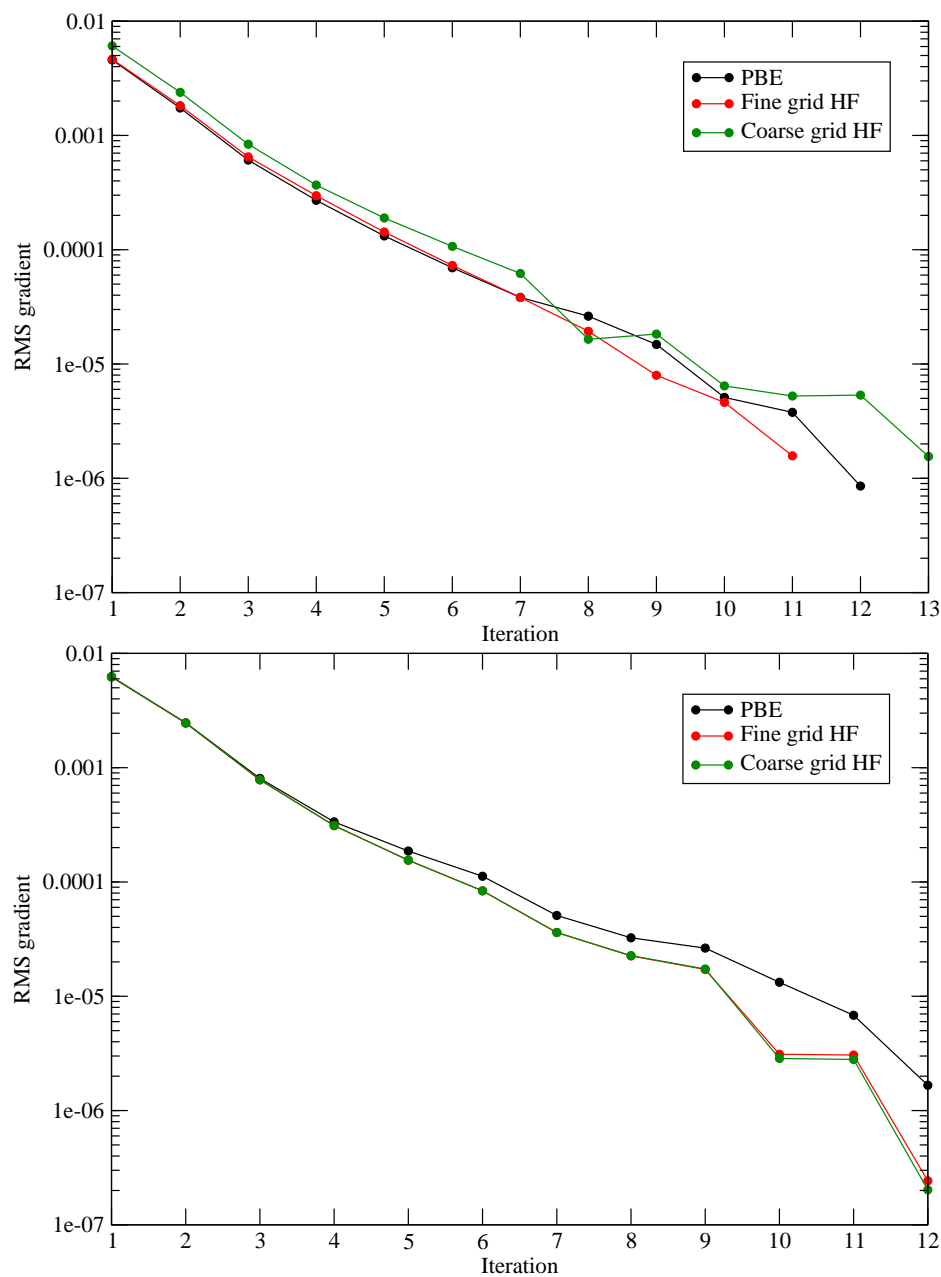 0.01
PBE
Fine grid HF
Coarse grid HF
0.001
0.0001
RMS gradient
1e-05
1e-06
1e-07
1 2 3 4 5 6 7 8 9 10 11 12 13
Iteration
0.01
PBE
Fine grid HF
Coarse grid HF
0.001
0.0001
RMS gradient
1e-05
1e-06
1e-07
1 2 3 4 5 6 7 8 9 10 11 12
Iteration